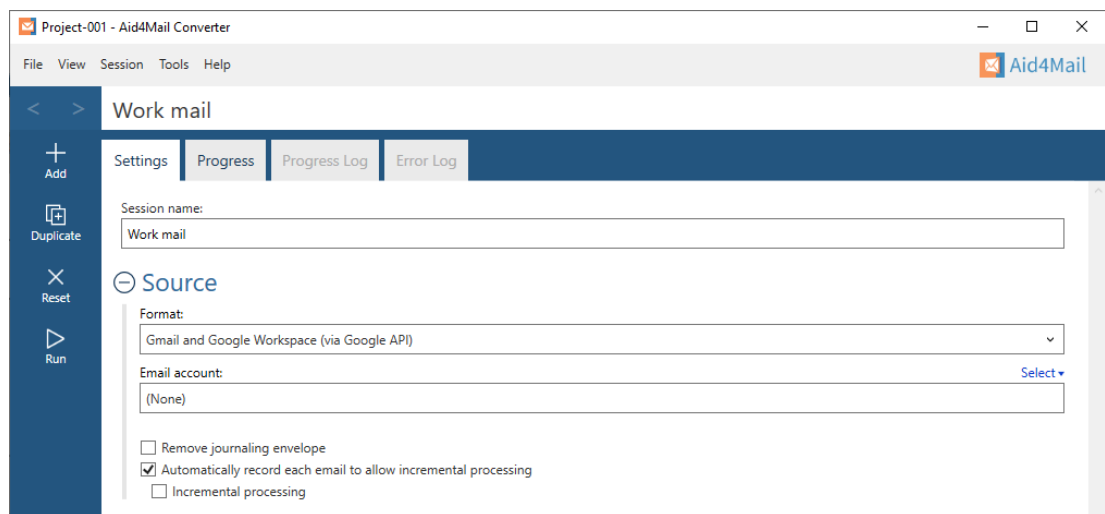 Project-001 - Aid4Mail Converter
File View Session Tools Help
Aid4Mail
< > Work mail
Add
Duplicate
Reset
Run
Settings Progress Progress Log Error Log
Session name:
Work mail
Source
Format:
Gmail and Google Workspace (via Google API)
Email account: Select
(None)
Remove journaling envelope
Automatically record each email to allow incremental processing
Incremental processing